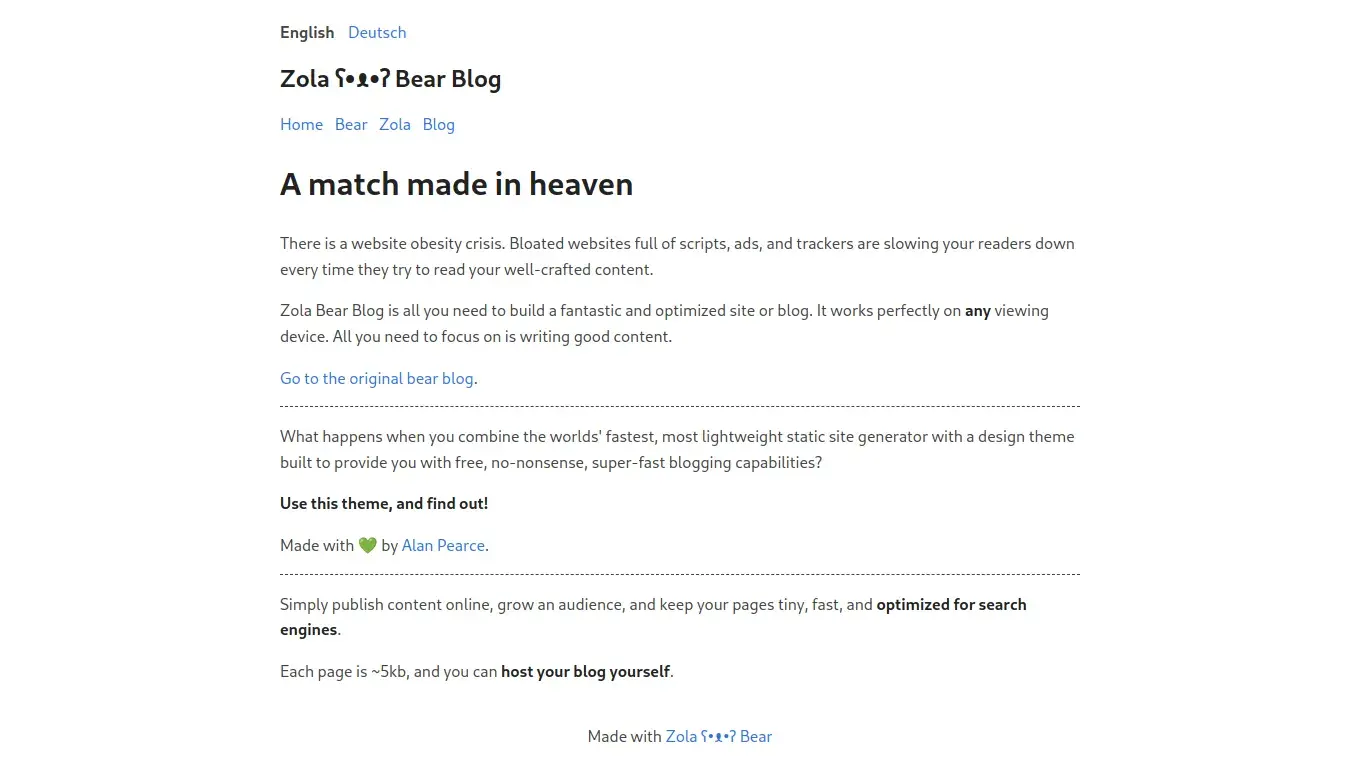 English Deutsch
Zola ʕ•ᴥ•ʔ Bear Blog
Home Bear Zola Blog
A match made in heaven
There is a website obesity crisis. Bloated websites full of scripts, ads, and trackers are slowing your readers down
every time they try to read your well-crafted content.
Zola Bear Blog is all you need to build a fantastic and optimized site or blog. It works perfectly on any viewing
device. All you need to focus on is writing good content.
Go to the original bear blog.
What happens when you combine the worlds' fastest, most lightweight static site generator with a design theme
built to provide you with free, no-nonsense, super-fast blogging capabilities?
Use this theme, and find out!
Made with 💚 by Alan Pearce.
Simply publish content online, grow an audience, and keep your pages tiny, fast, and optimized for search
engines.
Each page is ~5kb, and you can host your blog yourself.
Made with Zola ʕ•ᴥ•ʔ Bear